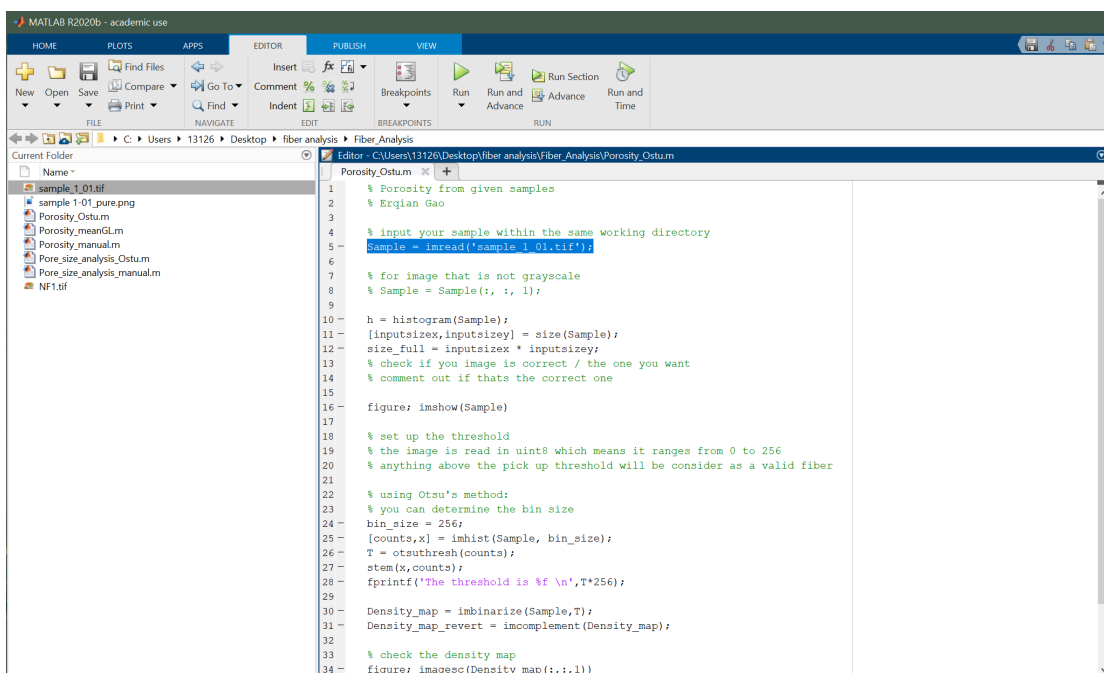 MATLAB R2020b - academic use
HOME PLOTS APPS EDITOR PUBLISH VIEW
New Open Save
Find Files
Compare
Print
FILE
Go To
Find
NAVIGATE
Insert fx
Comment %
Indent
EDIT
Breakpoints
BREAKPOINTS
Run
Run and Advance
Run Section
Advance
Run and Time
RUN
C: Users 13126 Desktop fiber analysis Fiber_Analysis
Current Folder
Name
sample_1_01.tif
sample 1-01_pure.png
Porosity_Ostu.m
Porosity_meanGL.m
Porosity_manual.m
Pore_size_analysis_Ostu.m
Pore_size_analysis_manual.m
NF1.tif
Editor - C:\Users\13126\Desktop\fiber analysis\Fiber_Analysis\Porosity_Ostu.m
Porosity_Ostu.m
1 % Porosity from given samples
2 % Erqian Gao
3
4 % input your sample within the same working directory
5 - Sample = imread('sample_1_01.tif');
6
7 % for image that is not grayscale
8 % Sample = Sample(:, :, 1);
9
10 - h = histogram(Sample);
11 - [inputsizex,inputsizey] = size(Sample);
12 - size_full = inputsizex * inputsizey;
13 % check if you image is correct / the one you want
14 % comment out if thats the correct one
15
16 - figure; imshow(Sample)
17
18 % set up the threshold
19 % the image is read in uint8 which means it ranges from 0 to 256
20 % anything above the pick up threshold will be consider as a valid fiber
21
22 % using Otsu's method:
23 % you can determine the bin size
24 - bin_size = 256;
25 - [counts,x] = imhist(Sample, bin_size);
26 - T = otsuthresh(counts);
27 - stem(x,counts);
28 - fprintf('The threshold is %f \n',T*256);
29
30 - Density_map = imbinarize(Sample,T);
31 - Density_map_revert = imcomplement(Density_map);
32
33 % check the density map
34 - figure; imagesc(Density_map(:,:,1))